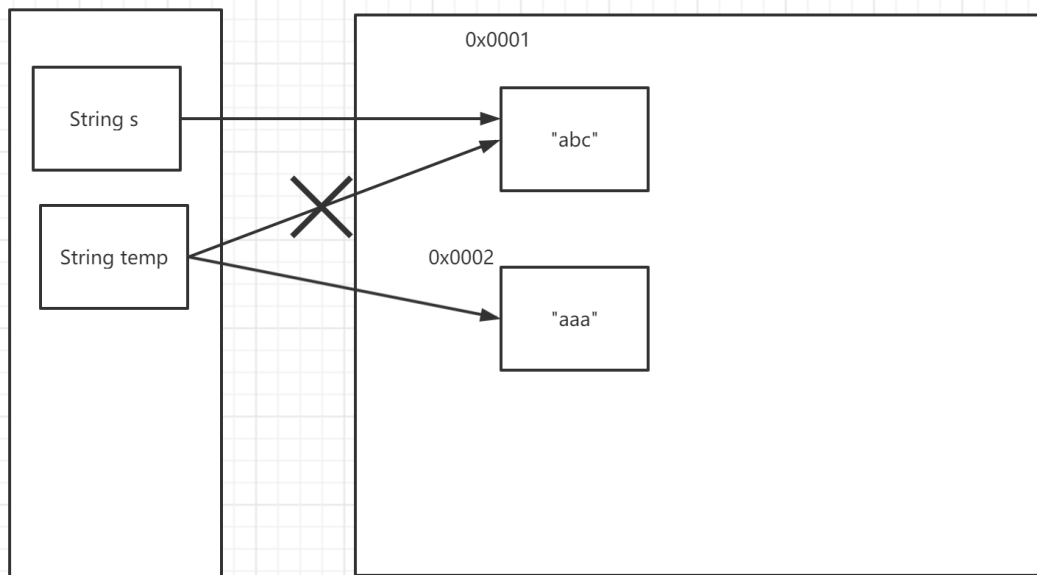 0x0001
String s
"abc"
String temp
0x0002
"aaa"